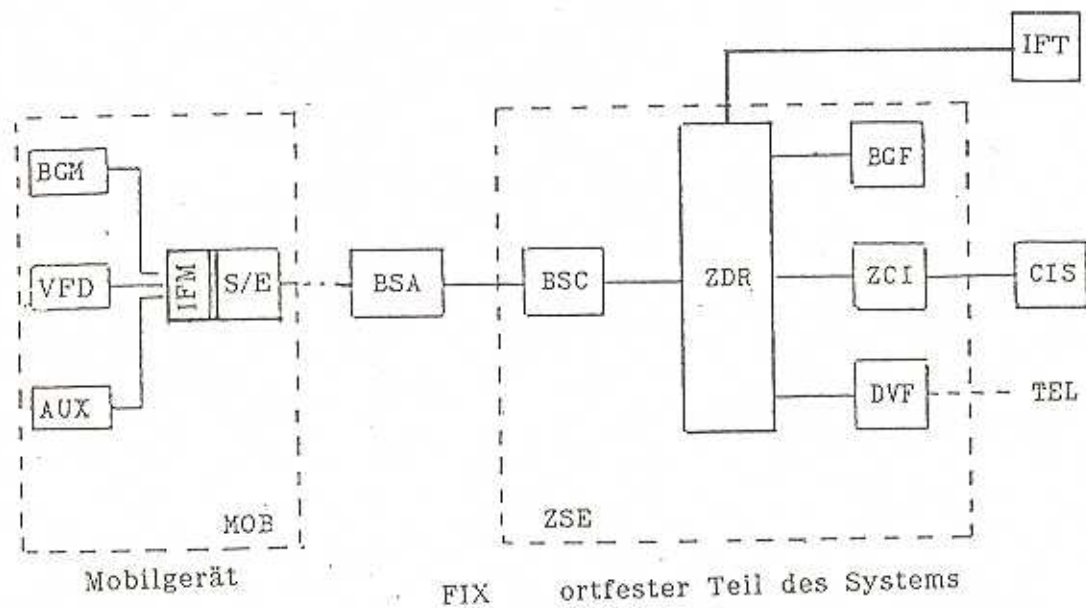 IFT
BGM
BGF
VFD
IFM
S/E
BSA
BSC
ZDR
ZCI
CIS
AUX
DVF
TEL
MOB
ZSE
Mobilgerät
FIX ortfester Teil des Systems